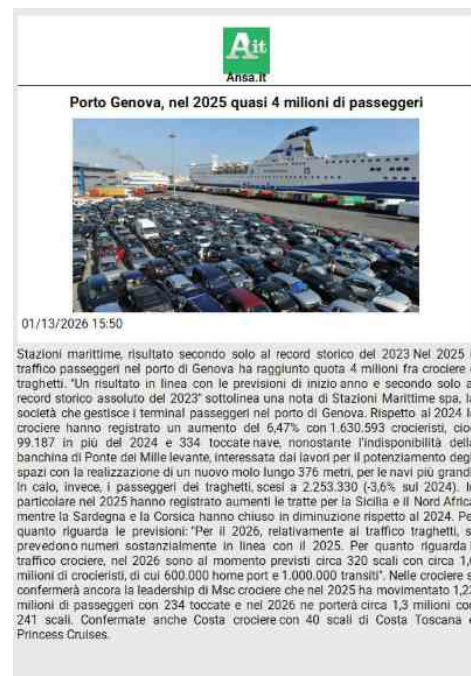 Ait
Ansa.it
Porto Genova, nel 2025 quasi 4 milioni di passeggeri
01/13/2026 15:50
Stazioni marittime, risultato secondo solo al record storico del 2023 Nel 2025
traffico passeggeri nel porto di Genova ha raggiunto quota 4 milioni fra crociere
traghetti. "Un risultato in linea con le previsioni di inizio anno e secondo solo a
record storico assoluto del 2023" sottolinea una nota di Stazioni Marittime spa, l
società che gestisce i terminal passeggeri nel porto di Genova. Rispetto al 2024 l
crociere hanno registrato un aumento del 6,47% con 1.630.593 crocieristi, cio
99.187 in più del 2024 e 334 toccate nave, nonostante l'indisponibilità della
banchina di Ponte dei Mille levante, interessata dai lavori per il potenziamento degl
spazi con la realizzazione di un nuovo molo lungo 376 metri, per le navi più grandi
In calo, invece, i passeggeri dei traghetti, scesi a 2.253.330 (-3,6% sul 2024). I
particolare nel 2025 hanno registrato aumenti le tratte per la Sicilia e il Nord Africa
mentre la Sardegna e la Corsica hanno chiuso in diminuzione rispetto al 2024. Pe
quanto riguarda le previsioni: "Per il 2026, relativamente al traffico traghetti, s
prevedono numeri sostanzialmente in linea con il 2025. Per quanto riguarda
traffico crociere, nel 2026 sono al momento previsti circa 320 scali con circa 1,6
milioni di crocieristi, di cui 600.000 home port e 1.000.000 transiti". Nelle crociere s
confermerà ancora la leadership di Msc crociere che nel 2025 ha movimentato 1,23
milioni di passeggeri con 234 toccate e nel 2026 ne porterà circa 1,3 milioni con
241 scali. Confermate anche Costa crociere con 40 scali di Costa Toscana e
Princess Cruises.